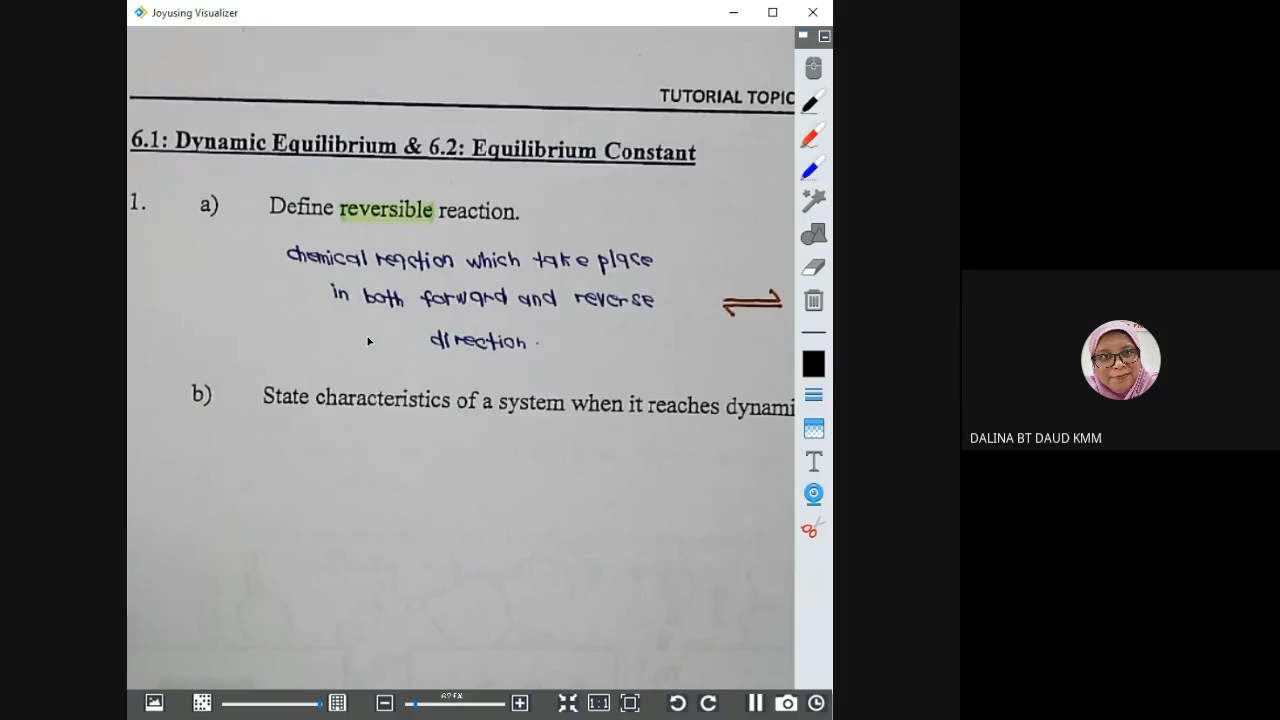 Joyusing Visualizer
TUTORIAL TOPIC
6.1: Dynamic Equilibrium & 6.2: Equilibrium Constant
1. a) Define reversible reaction.
chemical reaction which take place
in both forward and reverse
direction.
b) State characteristics of a system when it reaches dynami
DALINA BT DAUD KMM
T
1:1